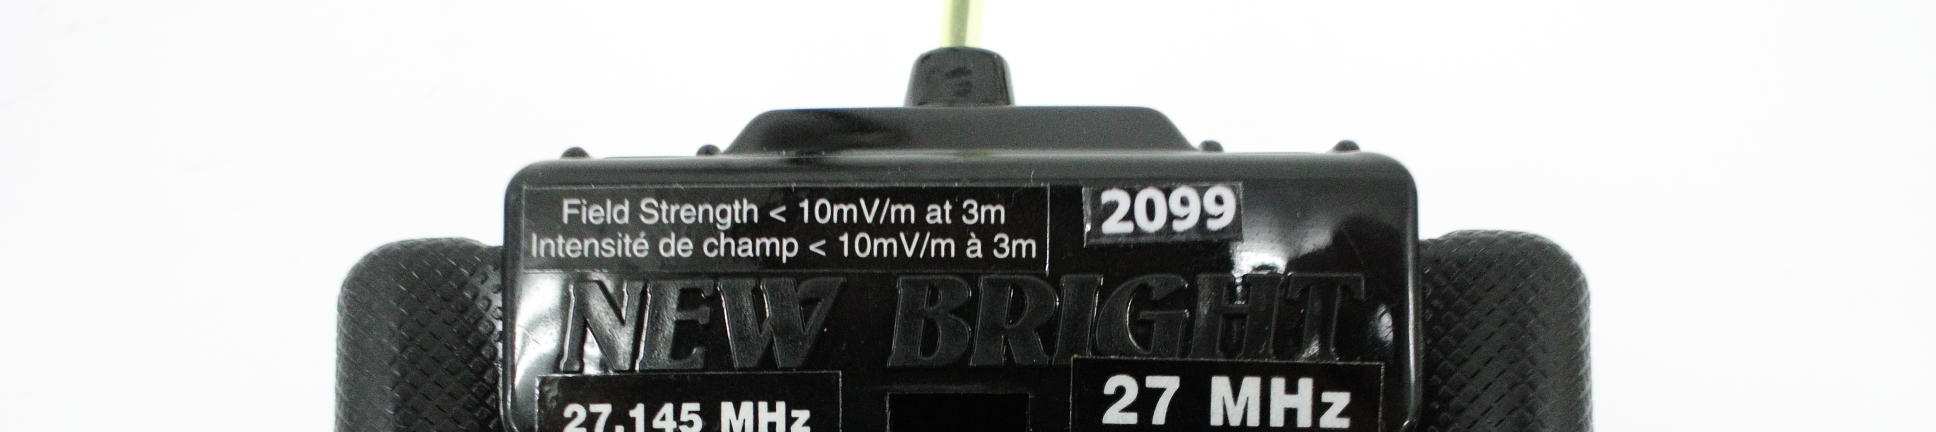 Field Strength < 10mV/m at 3m
Intensité de champ < 10mV/m à 3m
2099
NEW BRIGHT
27.145 MHz
27 MHz